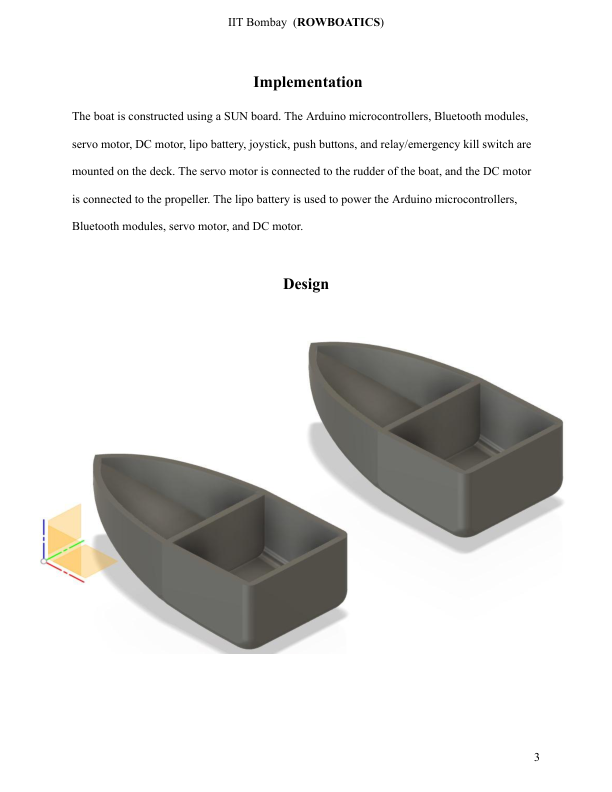 IIT Bombay (ROWBOATICS)
Implementation
The boat is constructed using a SUN board. The Arduino microcontrollers, Bluetooth modules,
servo motor, DC motor, lipo battery, joystick, push buttons, and relay/emergency kill switch are
mounted on the deck. The servo motor is connected to the rudder of the boat, and the DC motor
is connected to the propeller. The lipo battery is used to power the Arduino microcontrollers,
Bluetooth modules, servo motor, and DC motor.
Design
3